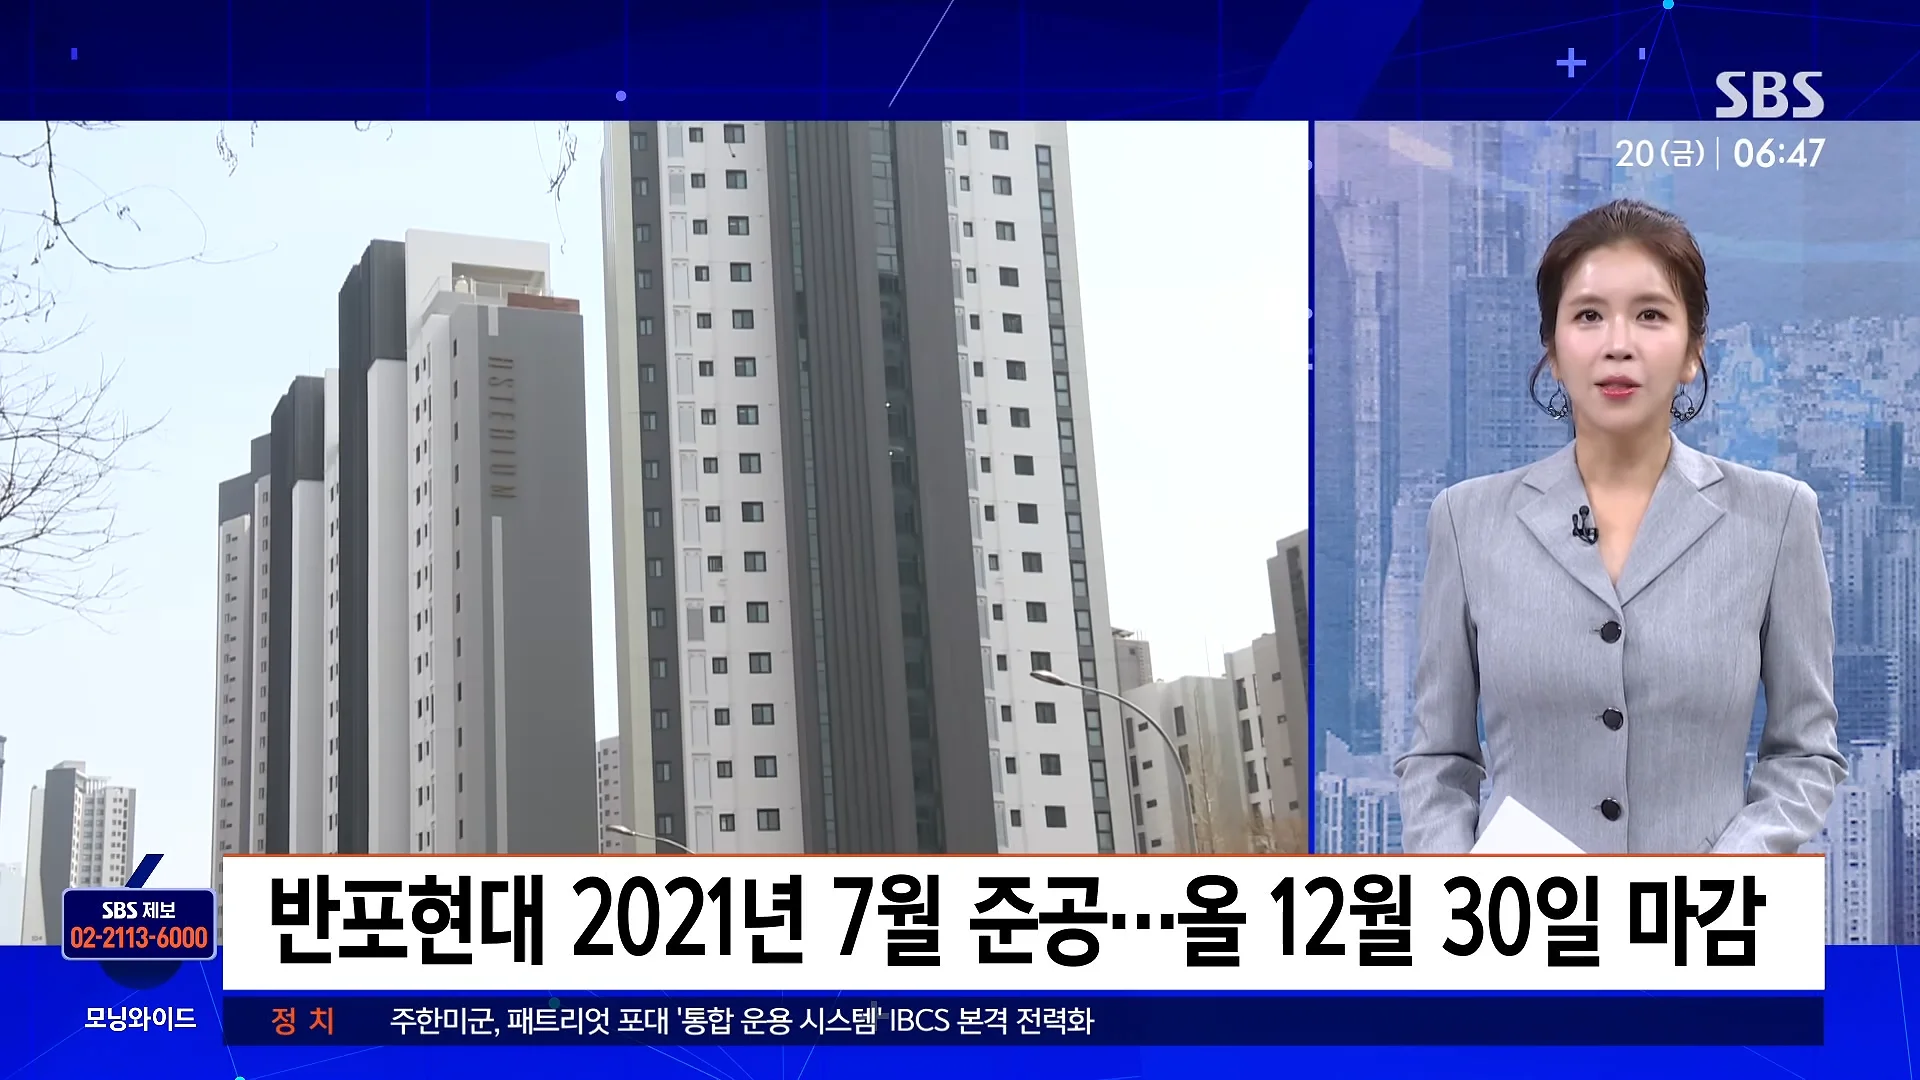 SBS
20(금) | 06:47
ASTERIUM
반포현대 2021년 7월 준공…올 12월 30일 마감
SBS 제보
02-2113-6000
모닝와이드
정 치 주한미군, 패트리엇 포대 '통합 운용 시스템' IBCS 본격 전력화